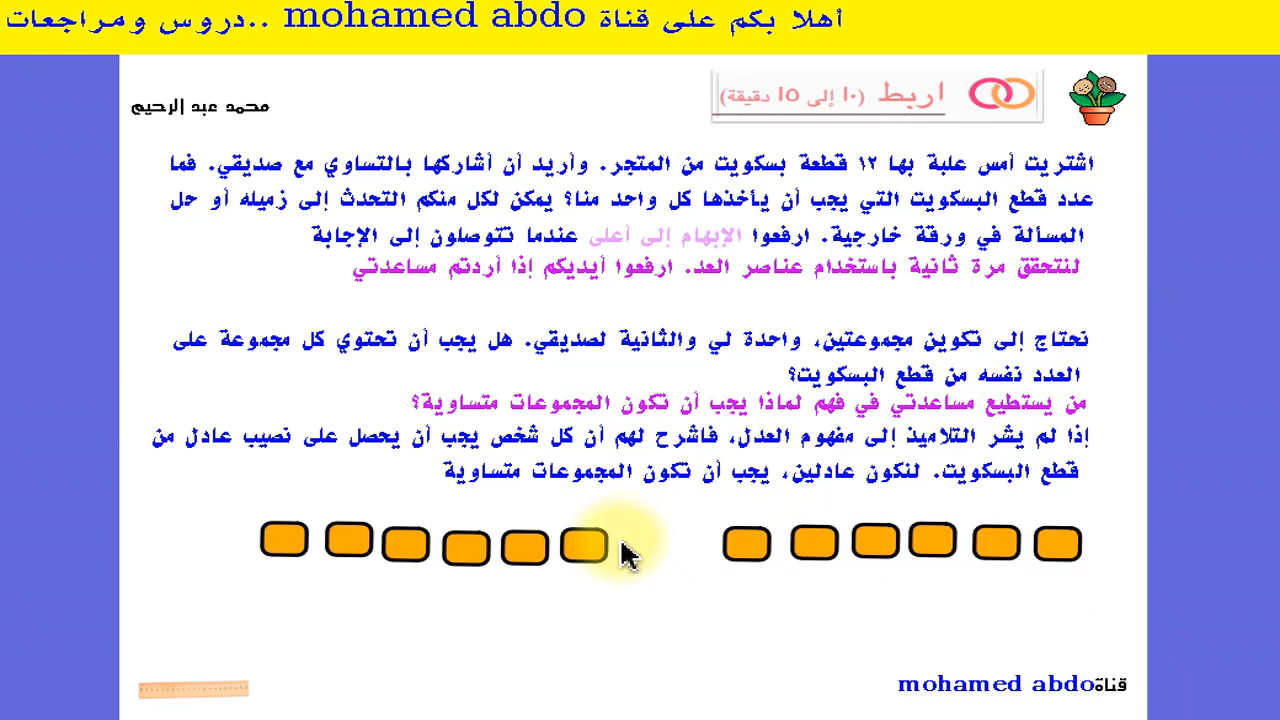 أهلا بكم على قناة mohamed abdo ..دروس ومراجعات
اربط (١٠ إلى ١٥ دقيقة)
محمد عبد الرحيم
اشتريت أمس علبة بها ١٢ قطعة بسكويت من المتجر. وأريد أن أشاركها بالتساوي مع صديقي. فما
عدد قطع البسكويت التي يجب أن يأخذها كل واحد منا؟ يمكن لكل منكم التحدث إلى زميله أو حل
المسألة في ورقة خارجية. ارفعوا الإبهام إلى أعلى عندما تتوصلون إلى الإجابة
لنتحقق مرة ثانية باستخدام عناصر العد. ارفعوا أيديكم إذا أردتم مساعدتي
نحتاج إلى تكوين مجموعتين، واحدة لي والثانية لصديقي. هل يجب أن تحتوي كل مجموعة على
العدد نفسه من قطع البسكويت؟
من يستطيع مساعدتي في فهم لماذا يجب أن تكون المجموعات متساوية؟
إذا لم يشر التلاميذ إلى مفهوم العدل، فاشرح لهم أن كل شخص يجب أن يحصل على نصيب عادل من
قطع البسكويت. لنكون عادلين، يجب أن تكون المجموعات متساوية
قناةmohamed abdo